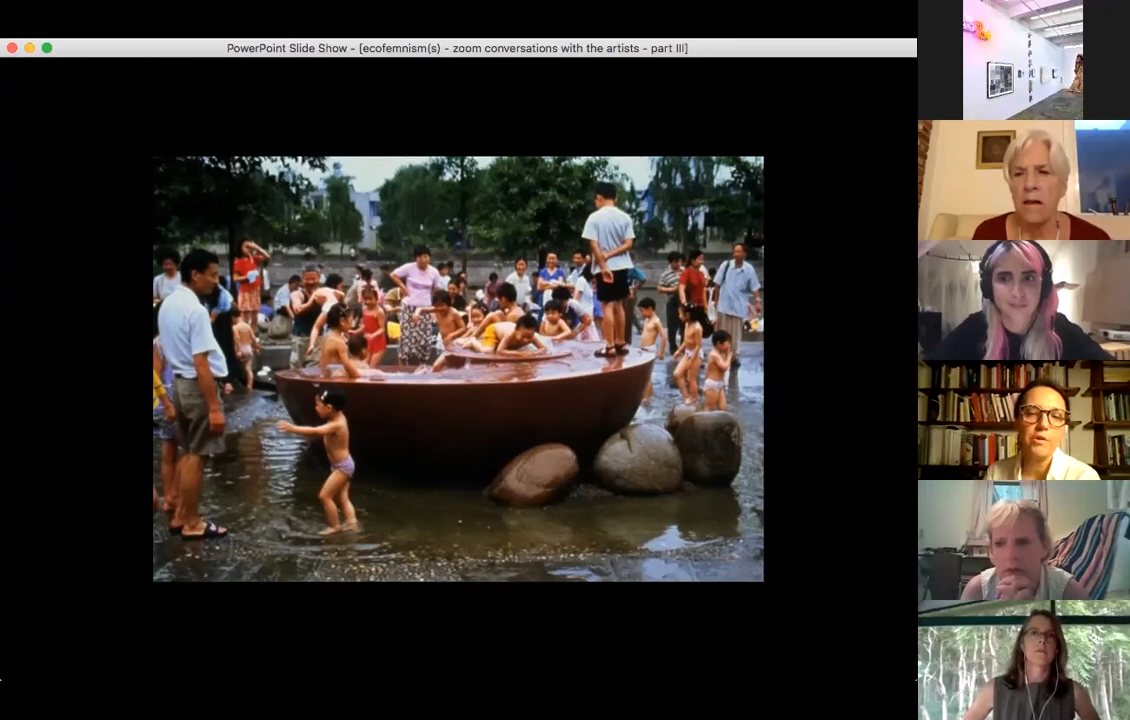 PowerPoint Slide Show - [ecofemnism(s) - zoom conversations with the artists - part III]